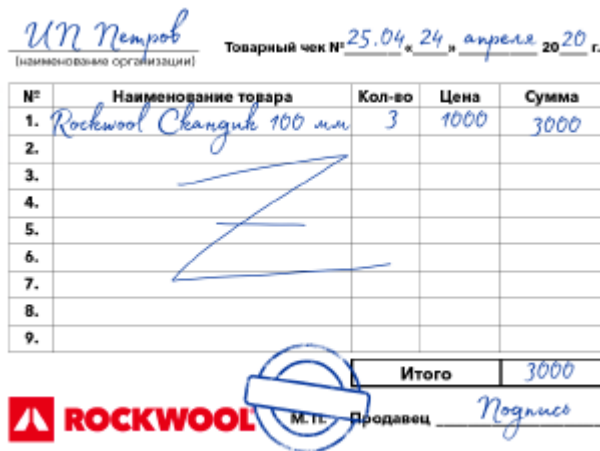 ИП Петров
(наименование организации)
Товарный чек № 25.04 « 24 » апреля 2020 г.
№ Наименование товара Кол-во Цена Сумма
1. Rockwool Скандик 100 мм 3 1000 3000
2.
3.
4.
5.
6.
7.
8.
9.
Итого 3000
ROCKWOOL М. П. Продавец Подпись